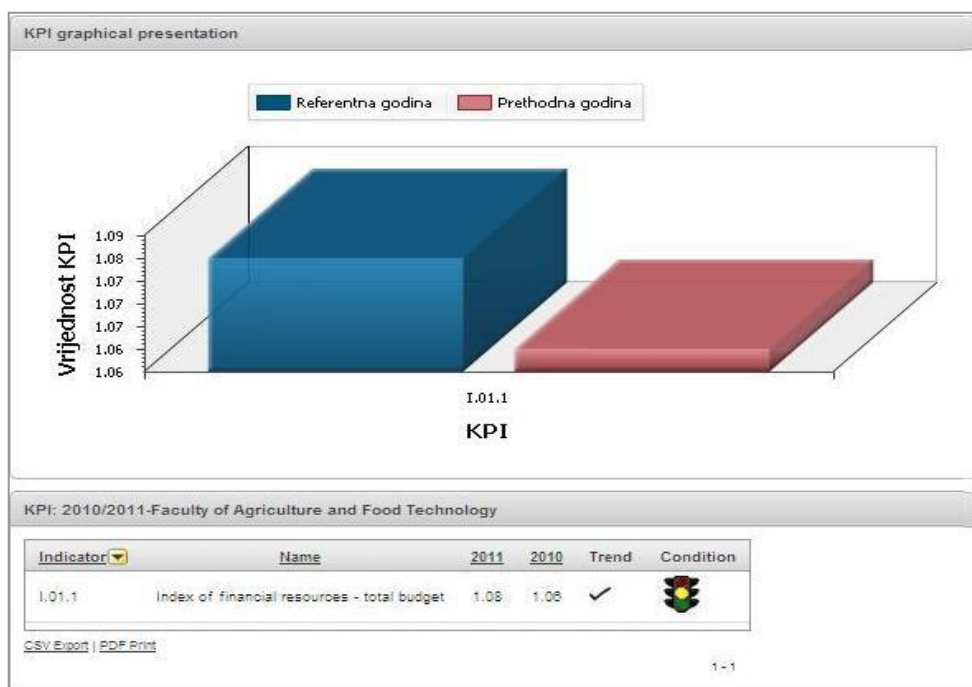 KPI graphical presentation
Referentna godina Prethodna godina
Vrijednost KPI
1.09
1.08
1.07
1.07
1.07
1.06
1.06
I.01.1
KPI
KPI: 2010/2011-Faculty of Agriculture and Food Technology
Indicator Name 2011 2010 Trend Condition
I.01.1 Index of financial resources - total budget 1.08 1.06
CSV Export | PDF Print
1 - 1